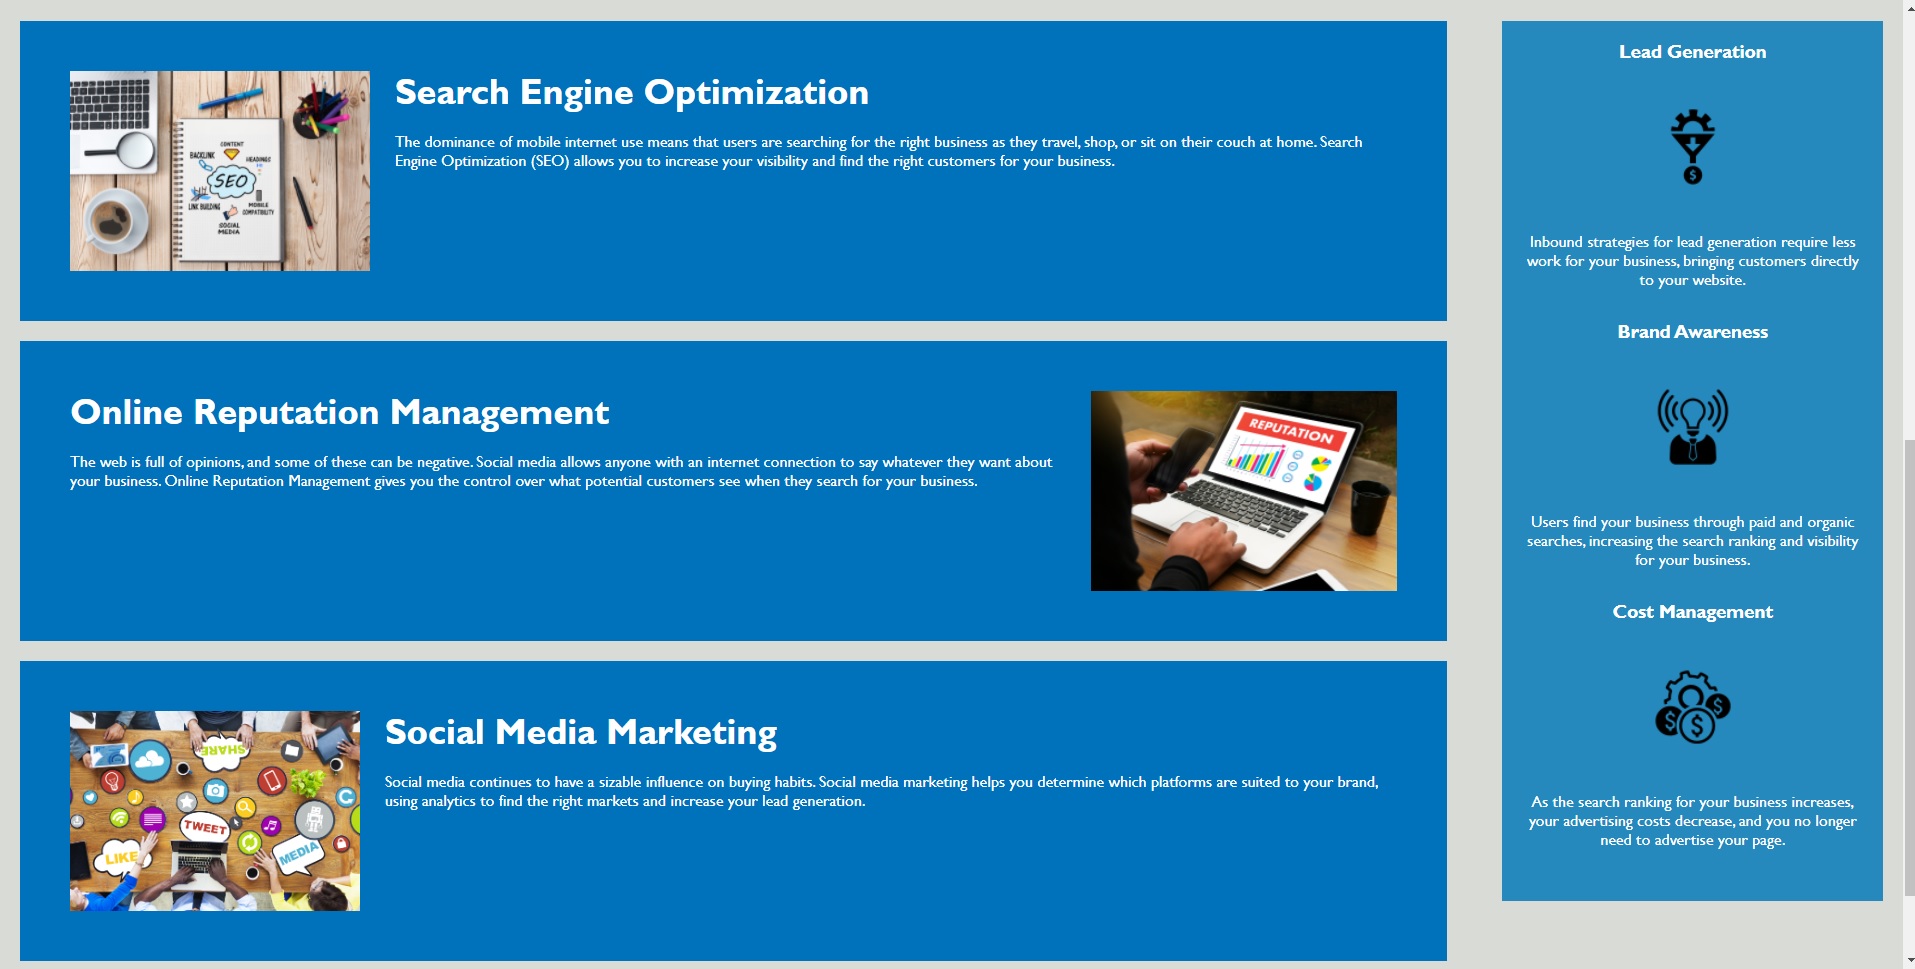 Search Engine Optimization
The dominance of mobile internet use means that users are searching for the right business as they travel, shop, or sit on their couch at home. Search
Engine Optimization (SEO) allows you to increase your visibility and find the right customers for your business.
CONTENT
BACKLINK
HEADINGS
SEO
LINK BUILDING
MOBILE
COMPATIBILITY
SOCIAL
MEDIA
Online Reputation Management
The web is full of opinions, and some of these can be negative. Social media allows anyone with an internet connection to say whatever they want about
your business. Online Reputation Management gives you the control over what potential customers see when they search for your business.
REPUTATION
Social Media Marketing
Social media continues to have a sizable influence on buying habits. Social media marketing helps you determine which platforms are suited to your brand,
using analytics to find the right markets and increase your lead generation.
SHARE
TWEET
LIKE
MEDIA
Lead Generation
$
Inbound strategies for lead generation require less
work for your business, bringing customers directly
to your website.
Brand Awareness
Users find your business through paid and organic
searches, increasing the search ranking and visibility
for your business.
Cost Management
$ $ $
As the search ranking for your business increases,
your advertising costs decrease, and you no longer
need to advertise your page.